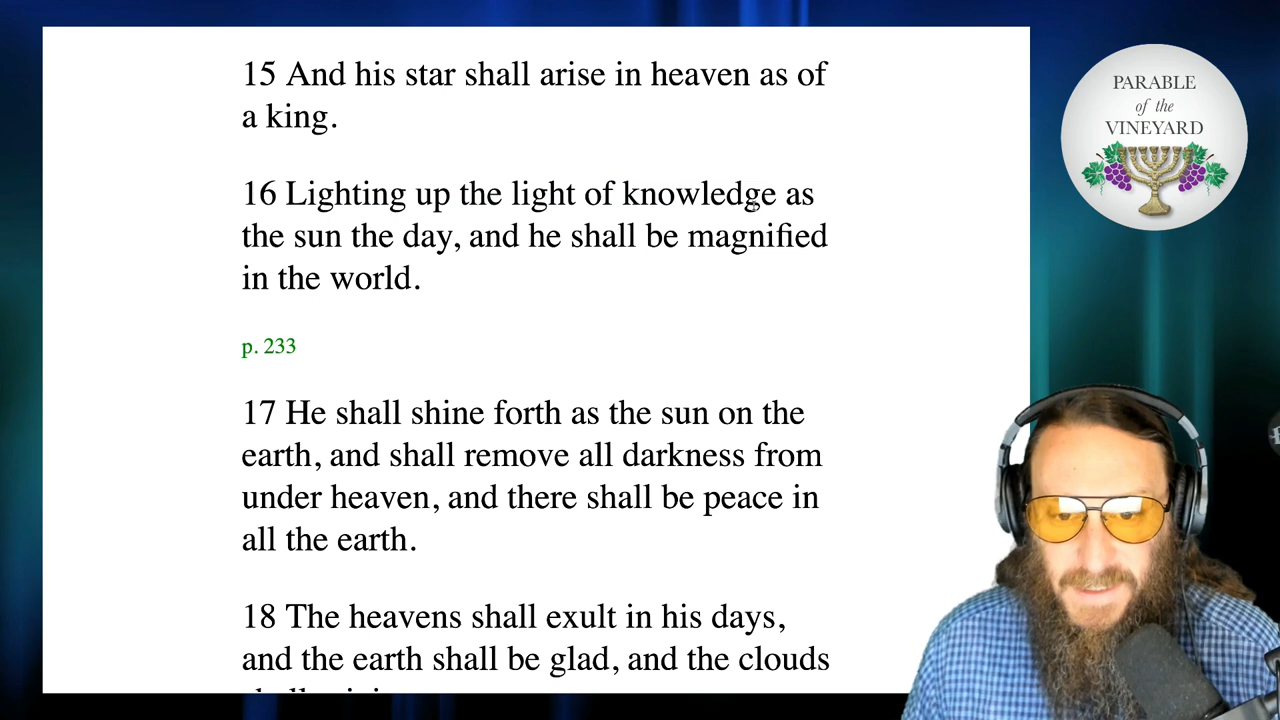 15 And his star shall arise in heaven as of
a king.
16 Lighting up the light of knowledge as
the sun the day, and he shall be magnified
in the world.
p. 233
17 He shall shine forth as the sun on the
earth, and shall remove all darkness from
under heaven, and there shall be peace in
all the earth.
18 The heavens shall exult in his days,
and the earth shall be glad, and the clouds
PARABLE
of the
VINEYARD